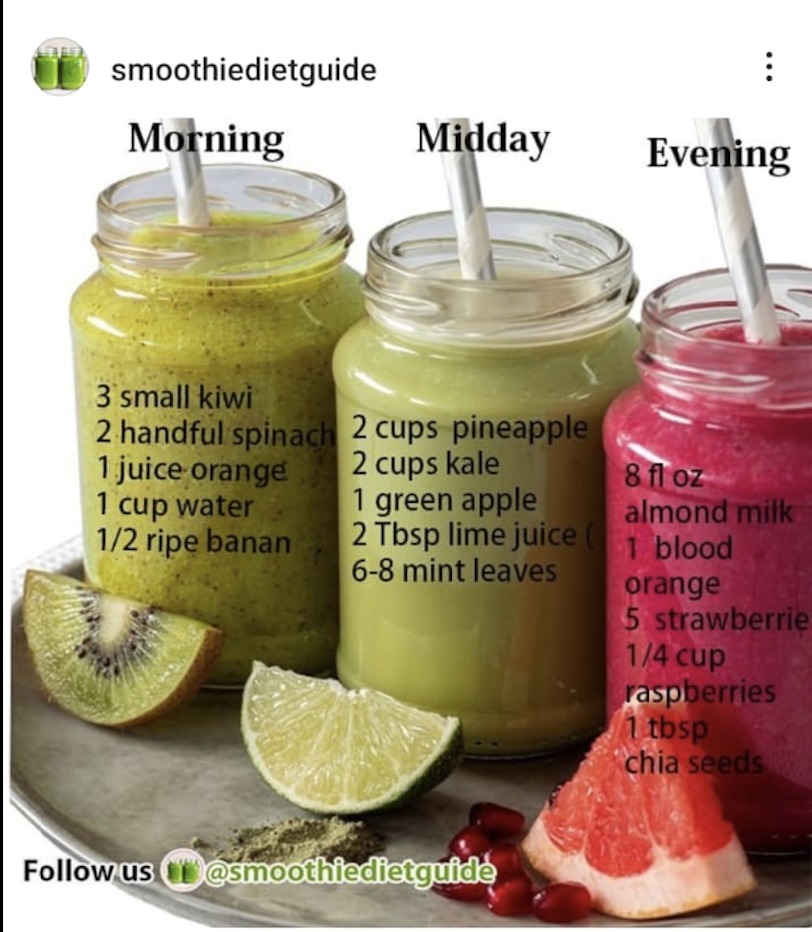 smoothiedietguide
Morning
Midday
Evening
3 small kiwi
2 handful spinach
1 juice orange
1 cup water
1/2 ripe banan
2 cups pineapple
2 cups kale
1 green apple
2 Tbsp lime juice (
6-8 mint leaves
8 fl oz
almond milk
1 blood
orange
5 strawberrie
1/4 cup
raspberries
1 tbsp
chia seeds
Follow us @smoothiedietguide